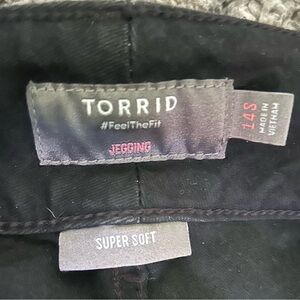 TORRID
#FeelTheFit
JEGGING
14S
MADE IN
VIETNAM
SUPER SOFT